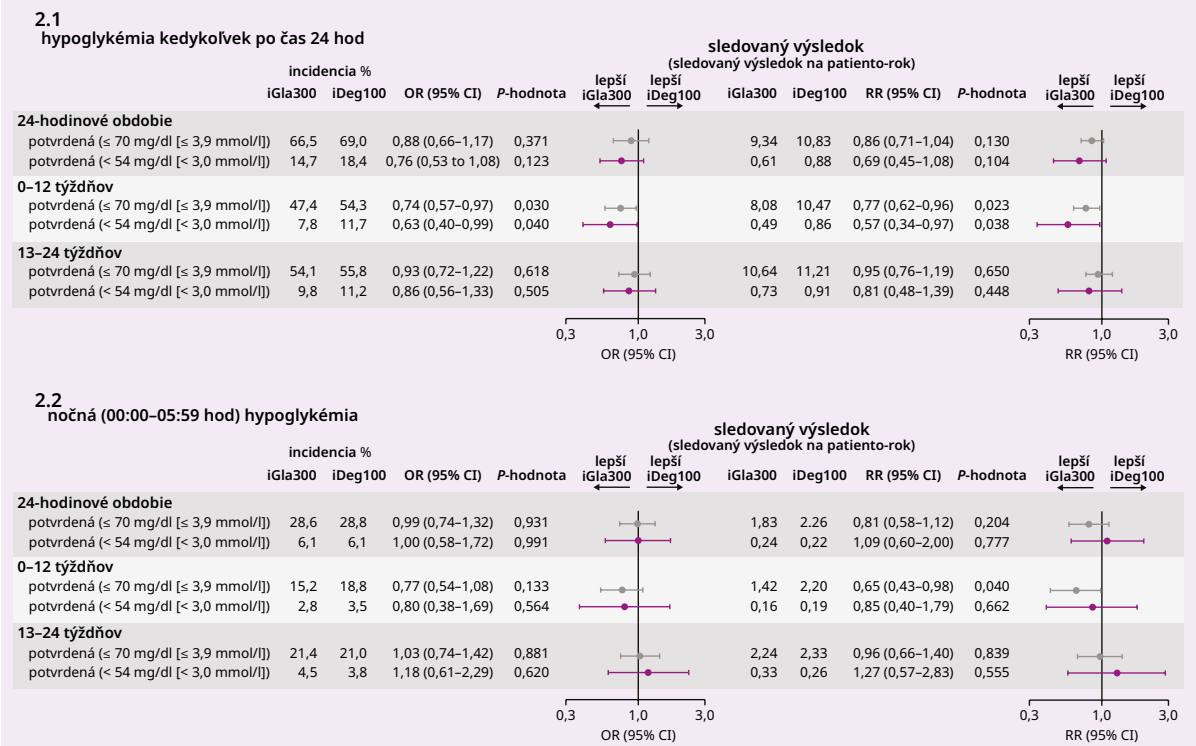 2.1
hypoglykémia kedykoľvek po čas 24 hod
sledovaný výsledok
(sledovaný výsledok na patiento-rok)
incidencia %
iGla300 iDeg100 OR (95% CI) P-hodnota lepší iGla300 lepší iDeg100 iGla300 iDeg100 RR (95% CI) P-hodnota lepší iGla300 lepší iDeg100
24-hodinové obdobie
potvrdená (≤ 70 mg/dl [≤ 3,9 mmol/l]) 66,5 69,0 0,88 (0,66–1,17) 0,371 9,34 10,83 0,86 (0,71–1,04) 0,130
potvrdená (< 54 mg/dl [< 3,0 mmol/l]) 14,7 18,4 0,76 (0,53 to 1,08) 0,123 0,61 0,88 0,69 (0,45–1,08) 0,104
0–12 týždňov
potvrdená (≤ 70 mg/dl [≤ 3,9 mmol/l]) 47,4 54,3 0,74 (0,57–0,97) 0,030 8,08 10,47 0,77 (0,62–0,96) 0,023
potvrdená (< 54 mg/dl [< 3,0 mmol/l]) 7,8 11,7 0,63 (0,40–0,99) 0,040 0,49 0,86 0,57 (0,34–0,97) 0,038
13–24 týždňov
potvrdená (≤ 70 mg/dl [≤ 3,9 mmol/l]) 54,1 55,8 0,93 (0,72–1,22) 0,618 10,64 11,21 0,95 (0,76–1,19) 0,650
potvrdená (< 54 mg/dl [< 3,0 mmol/l]) 9,8 11,2 0,86 (0,56–1,33) 0,505 0,73 0,91 0,81 (0,48–1,39) 0,448
0,3 1,0 3,0 0,3 1,0 3,0
OR (95% CI) RR (95% CI)
2.2
nočná (00:00–05:59 hod) hypoglykémia
sledovaný výsledok
(sledovaný výsledok na patiento-rok)
incidencia %
iGla300 iDeg100 OR (95% CI) P-hodnota lepší iGla300 lepší iDeg100 iGla300 iDeg100 RR (95% CI) P-hodnota lepší iGla300 lepší iDeg100
24-hodinové obdobie
potvrdená (≤ 70 mg/dl [≤ 3,9 mmol/l]) 28,6 28,8 0,99 (0,74–1,32) 0,931 1,83 2.26 0,81 (0,58–1,12) 0,204
potvrdená (< 54 mg/dl [< 3,0 mmol/l]) 6,1 6,1 1,00 (0,58–1,72) 0,991 0,24 0,22 1,09 (0,60–2,00) 0,777
0–12 týždňov
potvrdená (≤ 70 mg/dl [≤ 3,9 mmol/l]) 15,2 18,8 0,77 (0,54–1,08) 0,133 1,42 2,20 0,65 (0,43–0,98) 0,040
potvrdená (< 54 mg/dl [< 3,0 mmol/l]) 2,8 3,5 0,80 (0,38–1,69) 0,564 0,16 0,19 0,85 (0,40–1,79) 0,662
13–24 týždňov
potvrdená (≤ 70 mg/dl [≤ 3,9 mmol/l]) 21,4 21,0 1,03 (0,74–1,42) 0,881 2,24 2,33 0,96 (0,66–1,40) 0,839
potvrdená (< 54 mg/dl [< 3,0 mmol/l]) 4,5 3,8 1,18 (0,61–2,29) 0,620 0,33 0,26 1,27 (0,57–2,83) 0,555
0,3 1,0 3,0 0,3 1,0 3,0
OR (95% CI) RR (95% CI)